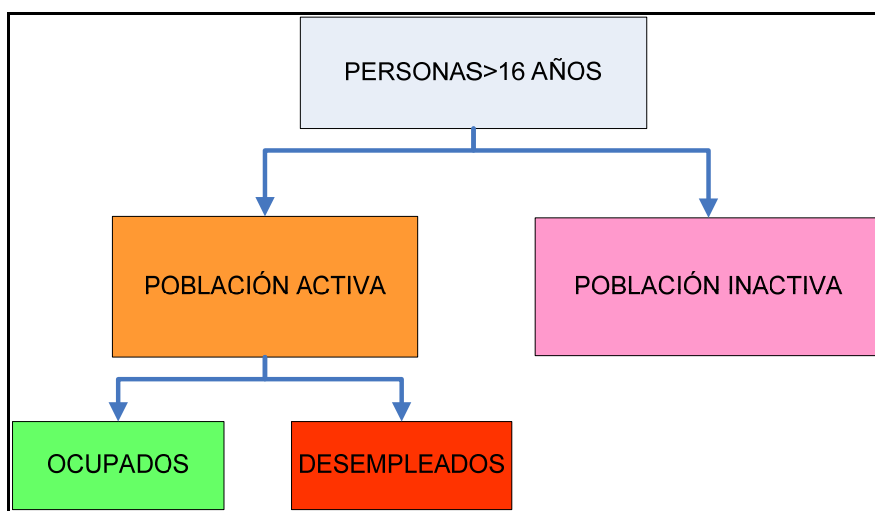 PERSONAS>16 AÑOS
POBLACIÓN ACTIVA
POBLACIÓN INACTIVA
OCUPADOS
DESEMPLEADOS